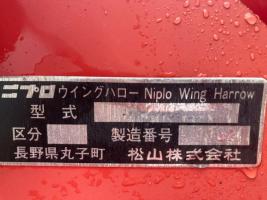 ニプロ ウイングハロー Niplo Wing Harrow
型式
区分 製造番号
長野県丸子町 松山株式会社